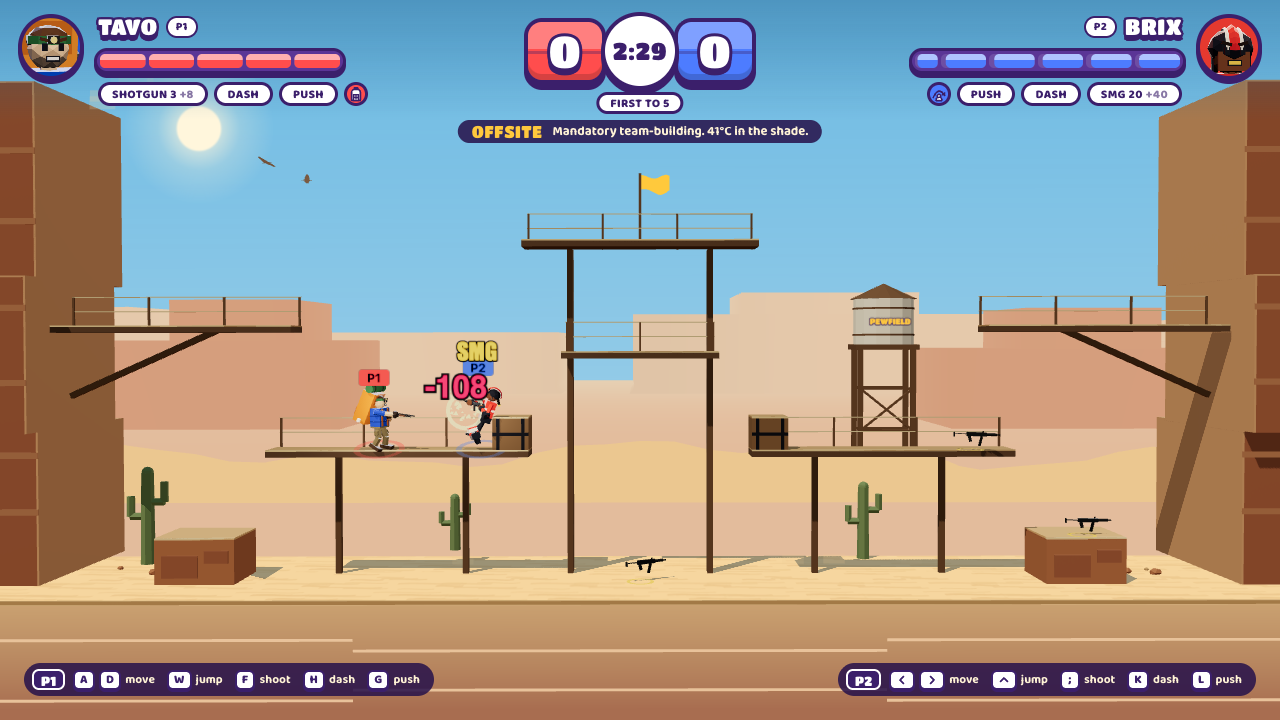 TAVO P1
SHOTGUN 3 +8 DASH PUSH
0 2:29 0
FIRST TO 5
OFFSITE Mandatory team-building. 41°C in the shade.
P2 BRIX
PUSH DASH SMG 20 +40
PEWFIELD
SMG
P1
P2
-108
P1 A D move W jump F shoot H dash G push
P2 < > move ^ jump ; shoot K dash L push